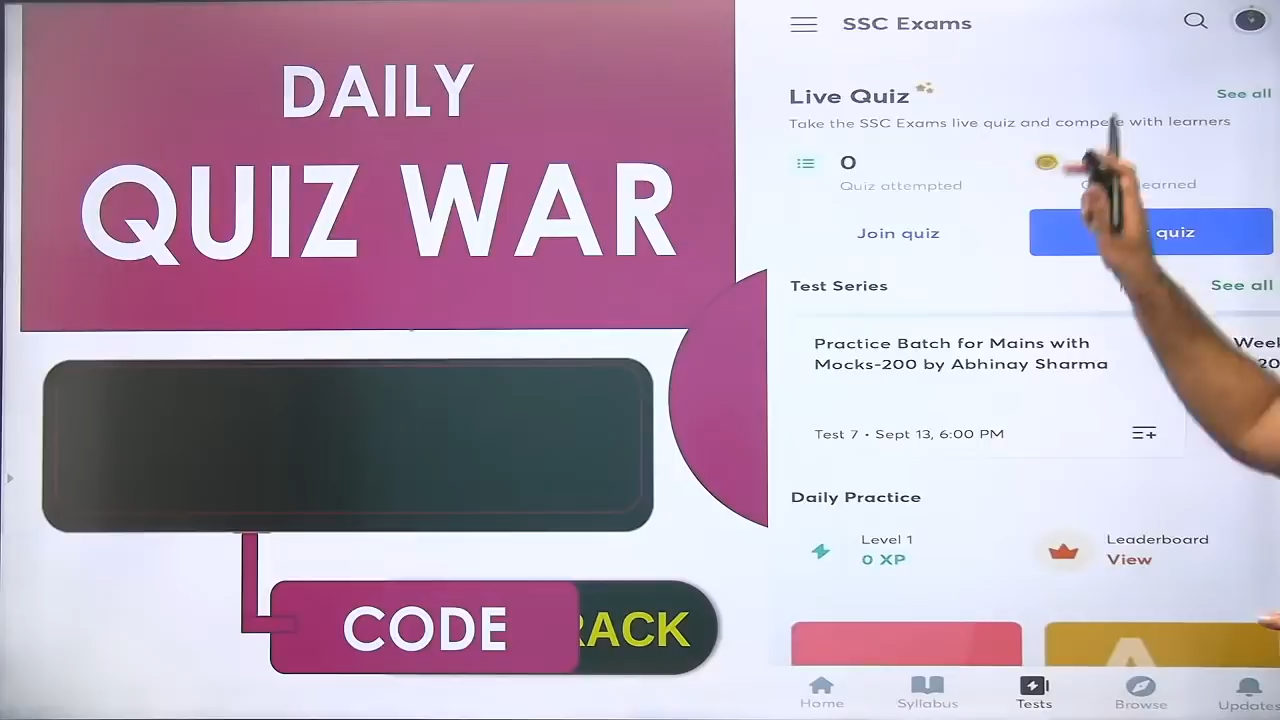 DAILY
QUIZ WAR
CODE
RACK
SSC Exams
Live Quiz
See all
Take the SSC Exams live quiz and compete with learners
0
Quiz attempted
earned
Join quiz
quiz
Test Series
See all
Practice Batch for Mains with
Mocks-200 by Abhinay Sharma
Week
20
Test 7 • Sept 13, 6:00 PM
Daily Practice
Level 1
0 XP
Leaderboard
View
Home
Syllabus
Tests
Browse
Updates